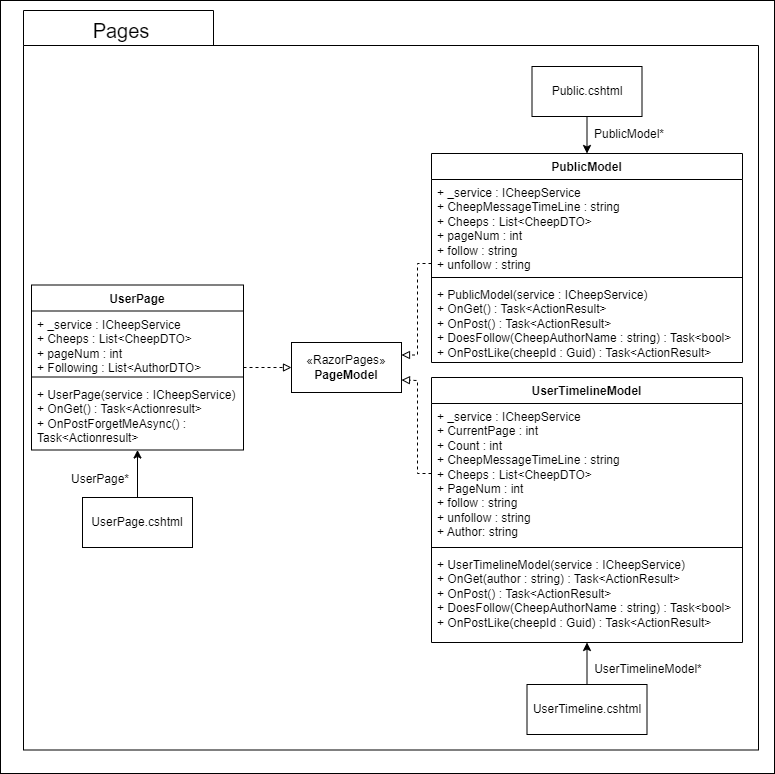 Pages
Public.cshtml
PublicModel*
PublicModel
+ _service : ICheepService
+ CheepMessageTimeLine : string
+ Cheeps : List<CheepDTO>
+ pageNum : int
+ follow : string
+ unfollow : string
+ PublicModel(service : ICheepService)
+ OnGet() : Task<ActionResult>
+ OnPost() : Task<ActionResult>
+ DoesFollow(CheepAuthorName : string) : Task<bool>
+ OnPostLike(cheepId : Guid) : Task<ActionResult>
UserPage
+ _service : ICheepService
+ Cheeps : List<CheepDTO>
+ pageNum : int
+ Following : List<AuthorDTO>
+ UserPage(service : ICheepService)
+ OnGet() : Task<Actionresult>
+ OnPostForgetMeAsync() :
Task<Actionresult>
UserPage*
UserPage.cshtml
«RazorPages»
PageModel
UserTimelineModel
+ _service : ICheepService
+ CurrentPage : int
+ Count : int
+ CheepMessageTimeLine : string
+ Cheeps : List<CheepDTO>
+ PageNum : int
+ follow : string
+ unfollow : string
+ Author: string
+ UserTimelineModel(service : ICheepService)
+ OnGet(author : string) : Task<ActionResult>
+ OnPost() : Task<ActionResult>
+ DoesFollow(CheepAuthorName : string) : Task<bool>
+ OnPostLike(cheepId : Guid) : Task<ActionResult>
UserTimelineModel*
UserTimeline.cshtml